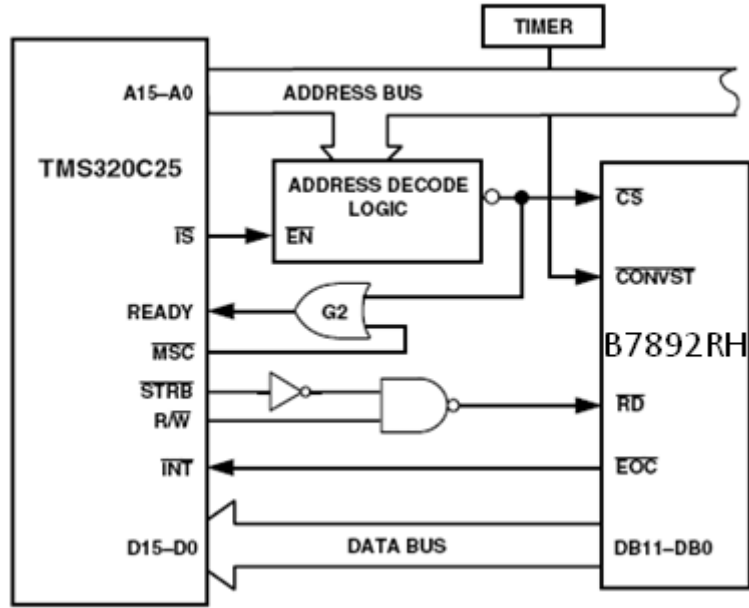 TIMER
A15–A0
ADDRESS BUS
TMS320C25
ADDRESS DECODE
LOGIC
IS
EN
CS
READY
G2
CONVST
MSC
B7892RH
STRB
R/W
RD
INT
EOC
D15–D0
DATA BUS
DB11–DB0